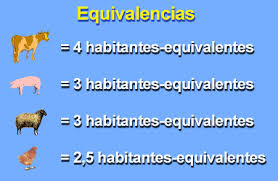 Equivalencias
= 4 habitantes-equivalentes
= 3 habitantes-equivalentes
= 3 habitantes-equivalentes
= 2,5 habitantes-equivalentes